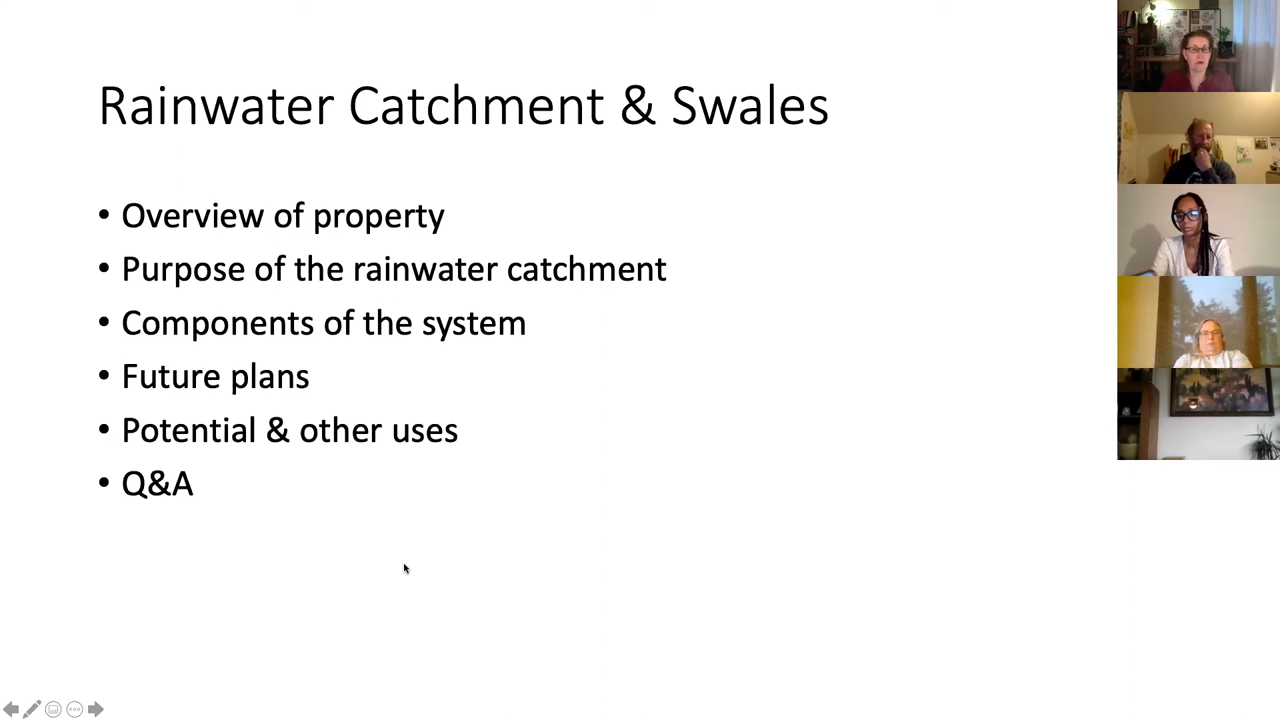 Rainwater Catchment & Swales
• Overview of property
• Purpose of the rainwater catchment
• Components of the system
• Future plans
• Potential & other uses
• Q&A